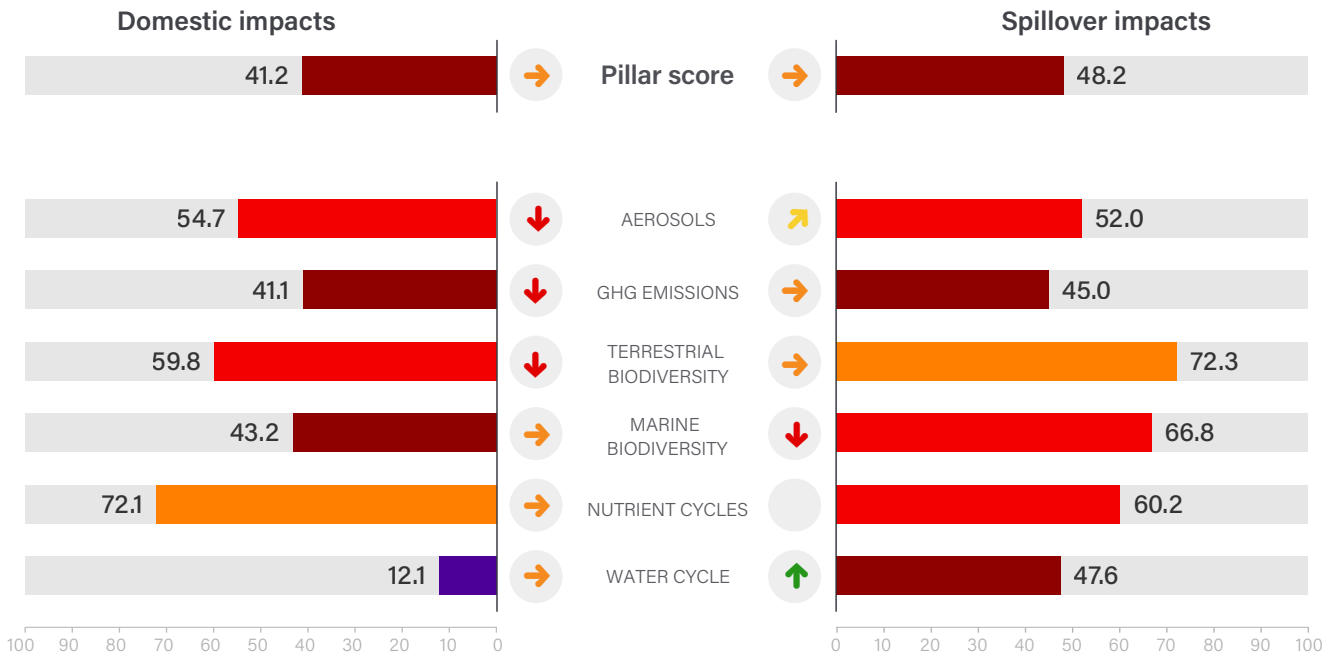 Domestic impacts
Spillover impacts
41.2
Pillar score
48.2
54.7
AEROSOLS
52.0
41.1
GHG EMISSIONS
45.0
59.8
TERRESTRIAL
BIODIVERSITY
72.3
43.2
MARINE
BIODIVERSITY
66.8
72.1
NUTRIENT CYCLES
60.2
12.1
WATER CYCLE
47.6
100 90 80 70 60 50 40 30 20 10 0
0 10 20 30 40 50 60 70 80 90 100